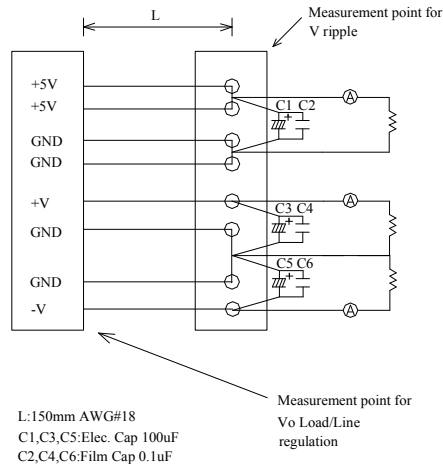 L
Measurement point for
V ripple
+5V
+5V
GND
GND
+V
GND
GND
-V
C1 C2
+
A
C3 C4
+
A
C5 C6
+
A
Measurement point for
Vo Load/Line
regulation
L:150mm AWG#18
C1,C3,C5:Elec. Cap 100uF
C2,C4,C6:Film Cap 0.1uF